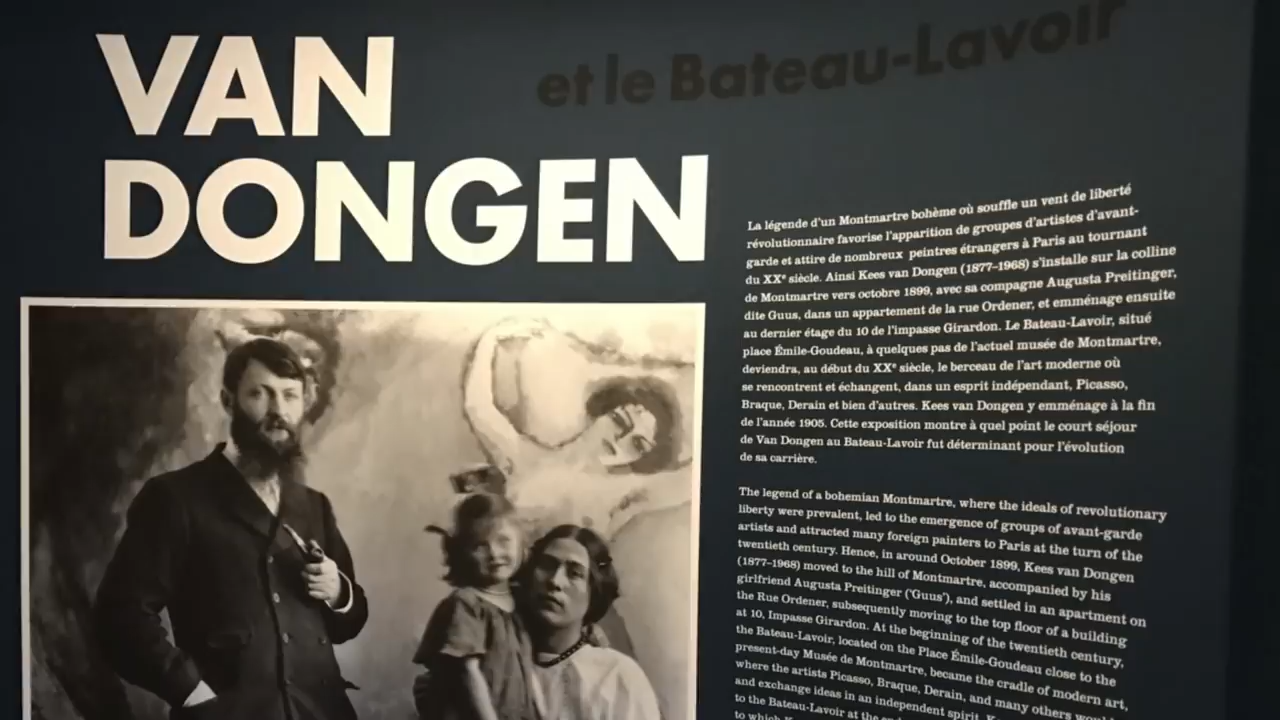 VAN
DONGEN
et le Bateau-Lavoir
La légende d'un Montmartre bohème où souffle un vent de liberté
révolutionnaire favorise l'apparition de groupes d'artistes d'avant-
garde et attire de nombreux peintres étrangers à Paris au tournant
du XXe siècle. Ainsi Kees van Dongen (1877–1968) s'installe sur la colline
de Montmartre vers octobre 1899, avec sa compagne Augusta Preitinger,
dite Guus, dans un appartement de la rue Ordener, et emménage ensuite
au dernier étage du 10 de l'impasse Girardon. Le Bateau-Lavoir, situé
place Émile-Goudeau, à quelques pas de l'actuel musée de Montmartre,
deviendra, au début du XXe siècle, le berceau de l'art moderne où
se rencontrent et échangent, dans un esprit indépendant, Picasso,
Braque, Derain et bien d'autres. Kees van Dongen y emménage à la fin
de l'année 1905. Cette exposition montre à quel point le court séjour
de Van Dongen au Bateau-Lavoir fut déterminant pour l'évolution
de sa carrière.
The legend of a bohemian Montmartre, where the ideals of revolutionary
liberty were prevalent, led to the emergence of groups of avant-garde
artists and attracted many foreign painters to Paris at the turn of the
twentieth century. Hence, in around October 1899, Kees van Dongen
(1877–1968) moved to the hill of Montmartre, accompanied by his
girlfriend Augusta Preitinger ('Guus'), and settled in an apartment on
the Rue Ordener, subsequently moving to the top floor of a building
at 10, Impasse Girardon. At the beginning of the twentieth century,
the Bateau-Lavoir, located on the Place Émile-Goudeau close to the
present-day Musée de Montmartre, became the cradle of modern art,
where the artists Picasso, Braque, Derain, and many others would
and exchange ideas in an independent spirit.
to the Bateau-Lavoir at the
to which